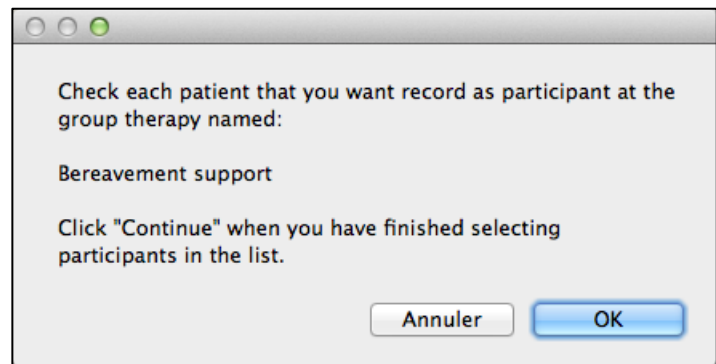 Check each patient that you want record as participant at the
group therapy named:
Bereavement support
Click "Continue" when you have finished selecting
participants in the list.
Annuler OK